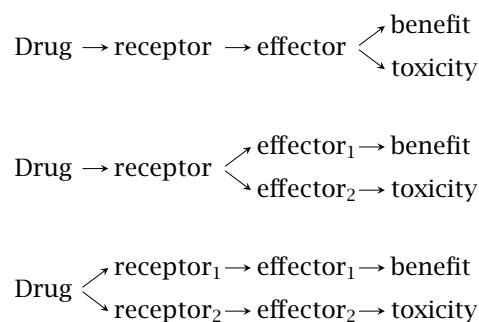 benefit
Drug → receptor → effector
toxicity
effector₁ → benefit
Drug → receptor
effector₂ → toxicity
receptor₁ → effector₁ → benefit
Drug
receptor₂ → effector₂ → toxicity